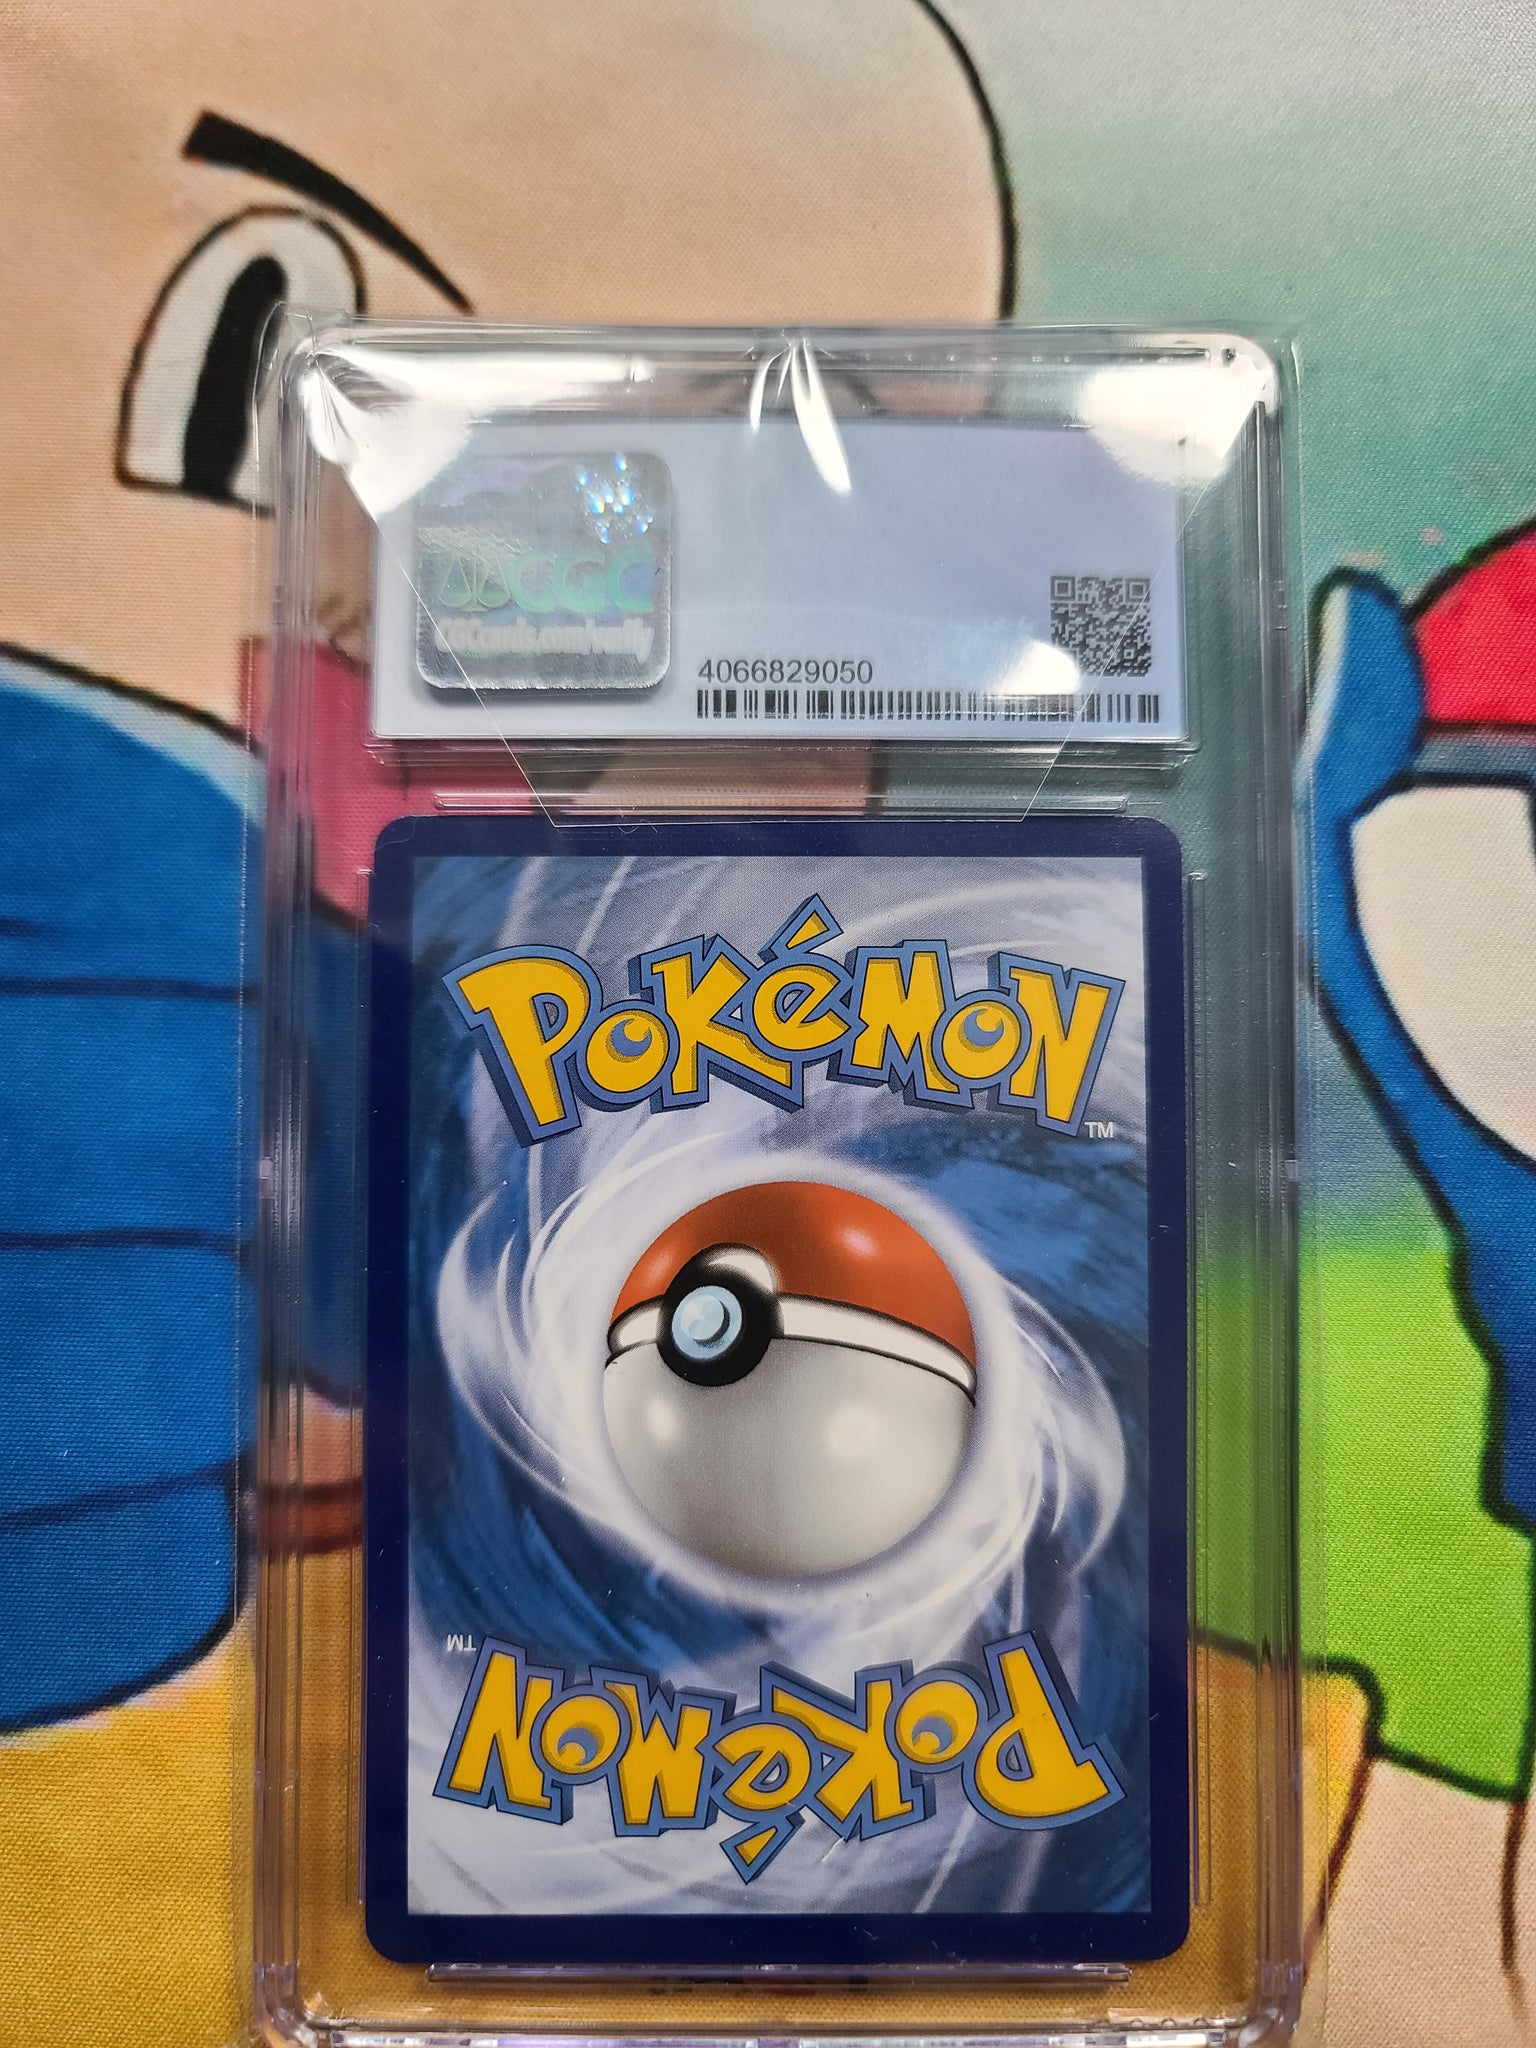 CGC
CGCcards.com/verify
4066829050
POKéMON
TM
TM
POKéMON